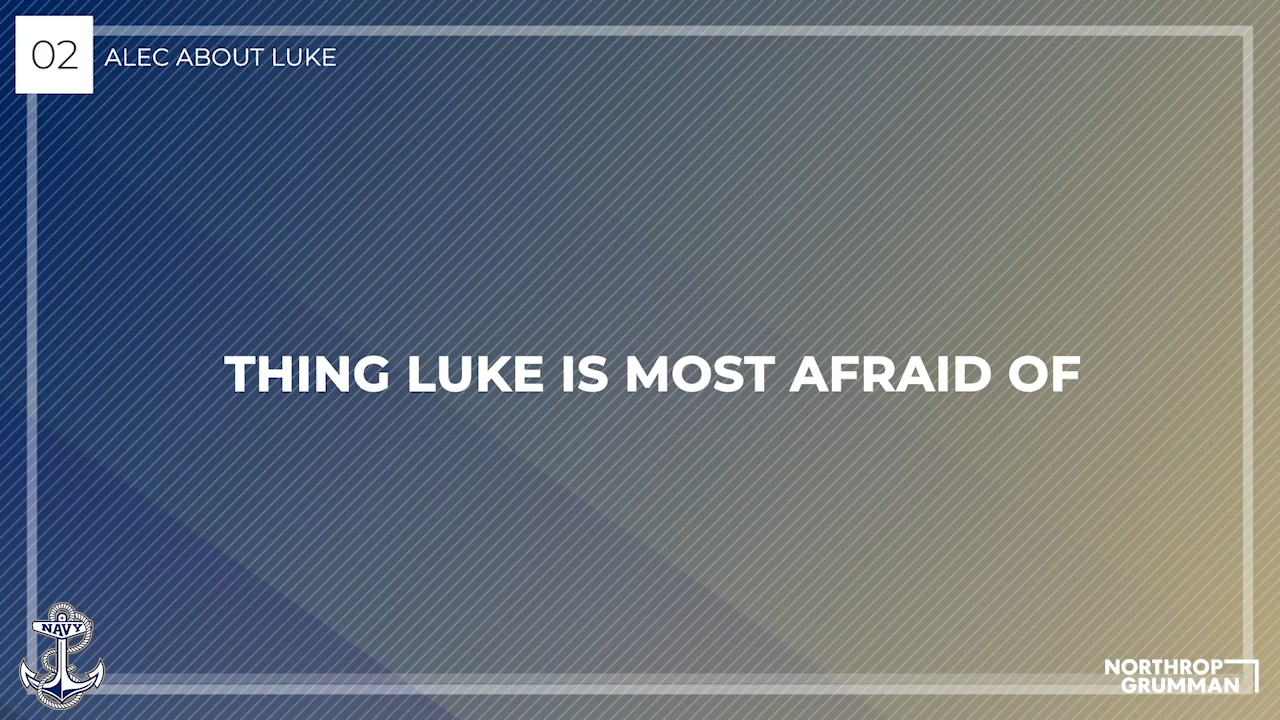 02
ALEC ABOUT LUKE
THING LUKE IS MOST AFRAID OF
NAVY
NORTHROP
GRUMMAN